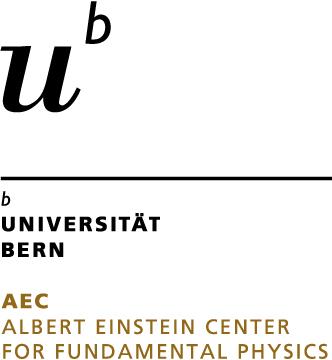 u b
b
UNIVERSITÄT
BERN
AEC
ALBERT EINSTEIN CENTER
FOR FUNDAMENTAL PHYSICS